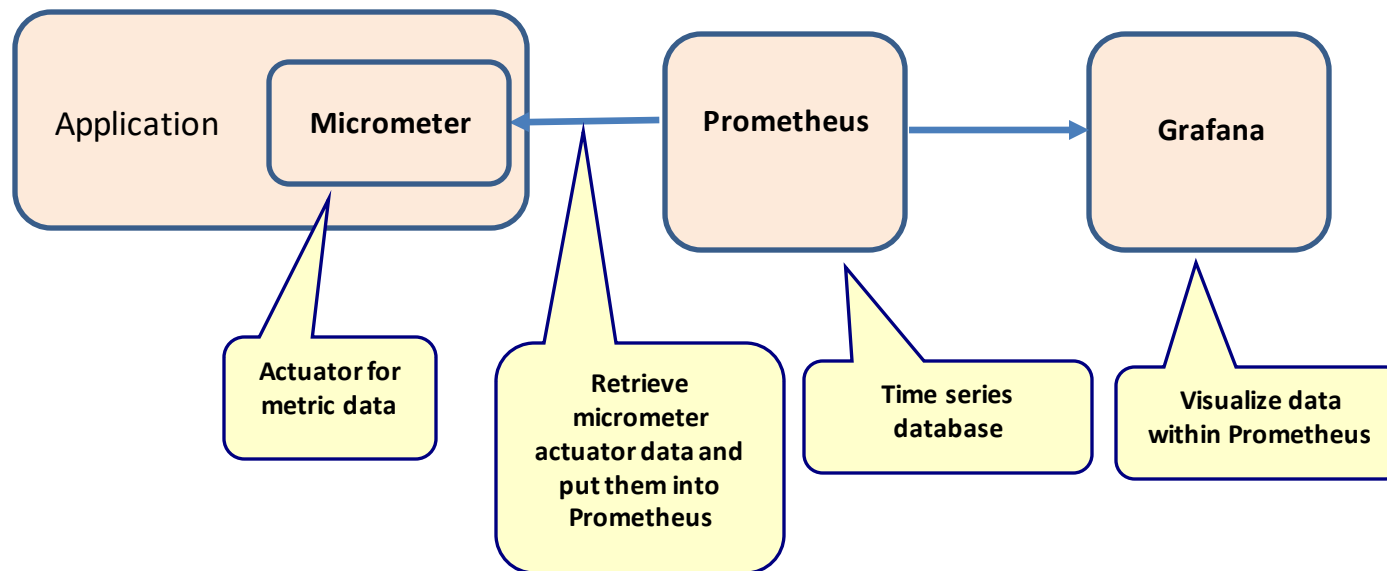 Application
Micrometer
Prometheus
Grafana
Actuator for
metric data
Retrieve
micrometer
actuator data and
put them into
Prometheus
Time series
database
Visualize data
within Prometheus